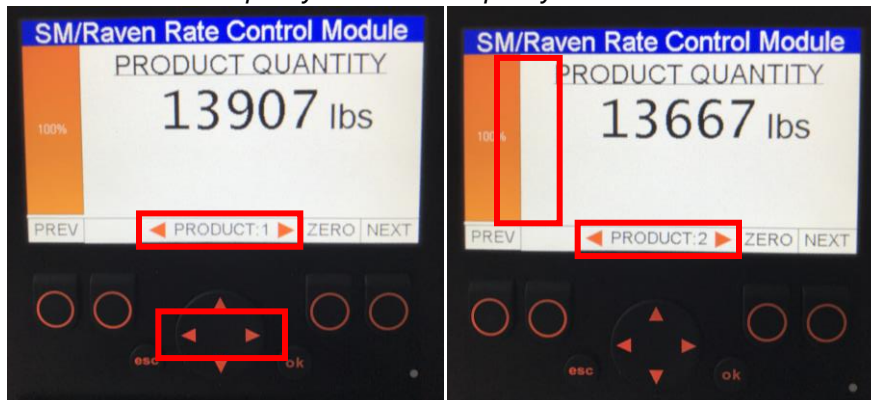 SM/Raven Rate Control Module
PRODUCT QUANTITY
13907 lbs
100%
PREV ◀ PRODUCT:1 ▶ ZERO NEXT
esc ok
SM/Raven Rate Control Module
PRODUCT QUANTITY
13667 lbs
100%
PREV ◀ PRODUCT:2 ▶ ZERO NEXT
esc ok